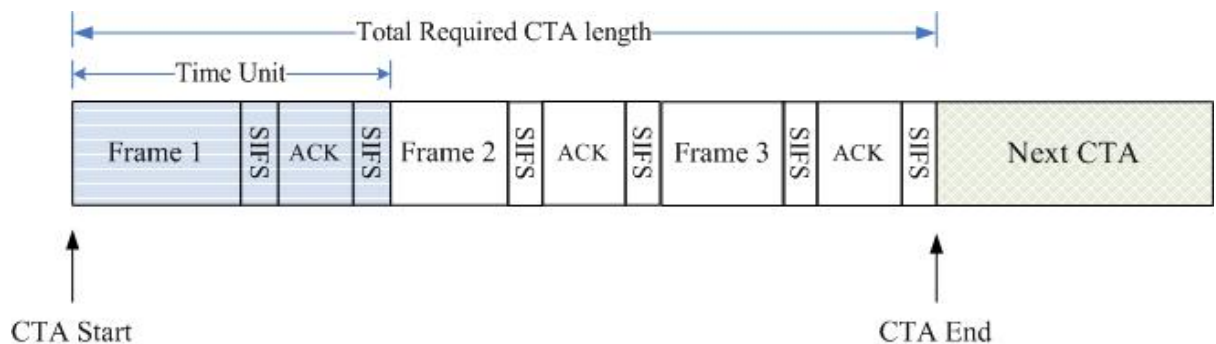 Total Required CTA length
Time Unit
Frame 1 SIFS ACK SIFS Frame 2 SIFS ACK SIFS Frame 3 SIFS ACK SIFS Next CTA
CTA Start CTA End